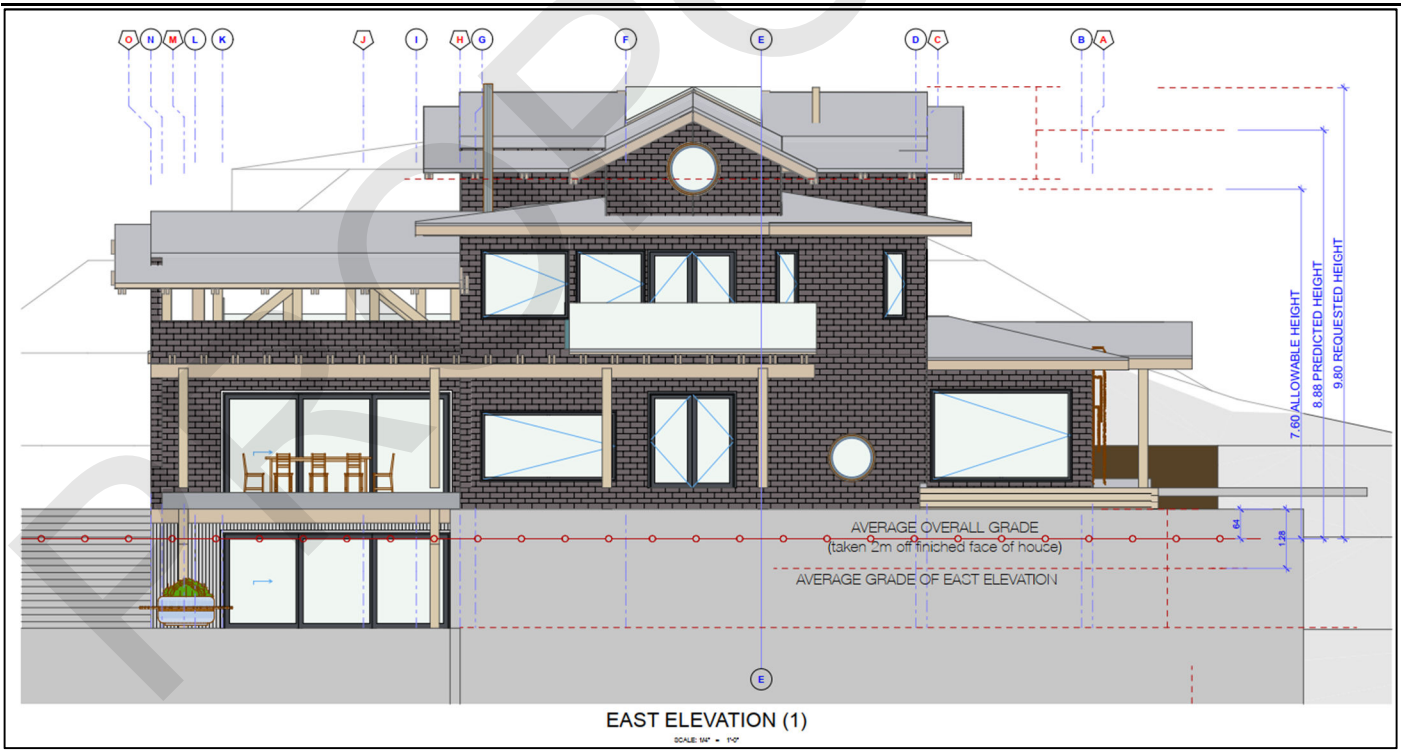 O N M L K J I H G F E D C B A
7.60 ALLOWABLE HEIGHT
8.88 PREDICTED HEIGHT
9.80 REQUESTED HEIGHT
AVERAGE OVERALL GRADE
(taken 2m off finished face of house)
.64
1.28
AVERAGE GRADE OF EAST ELEVATION
E
EAST ELEVATION (1)
SCALE: 1/4" = 1'-0"